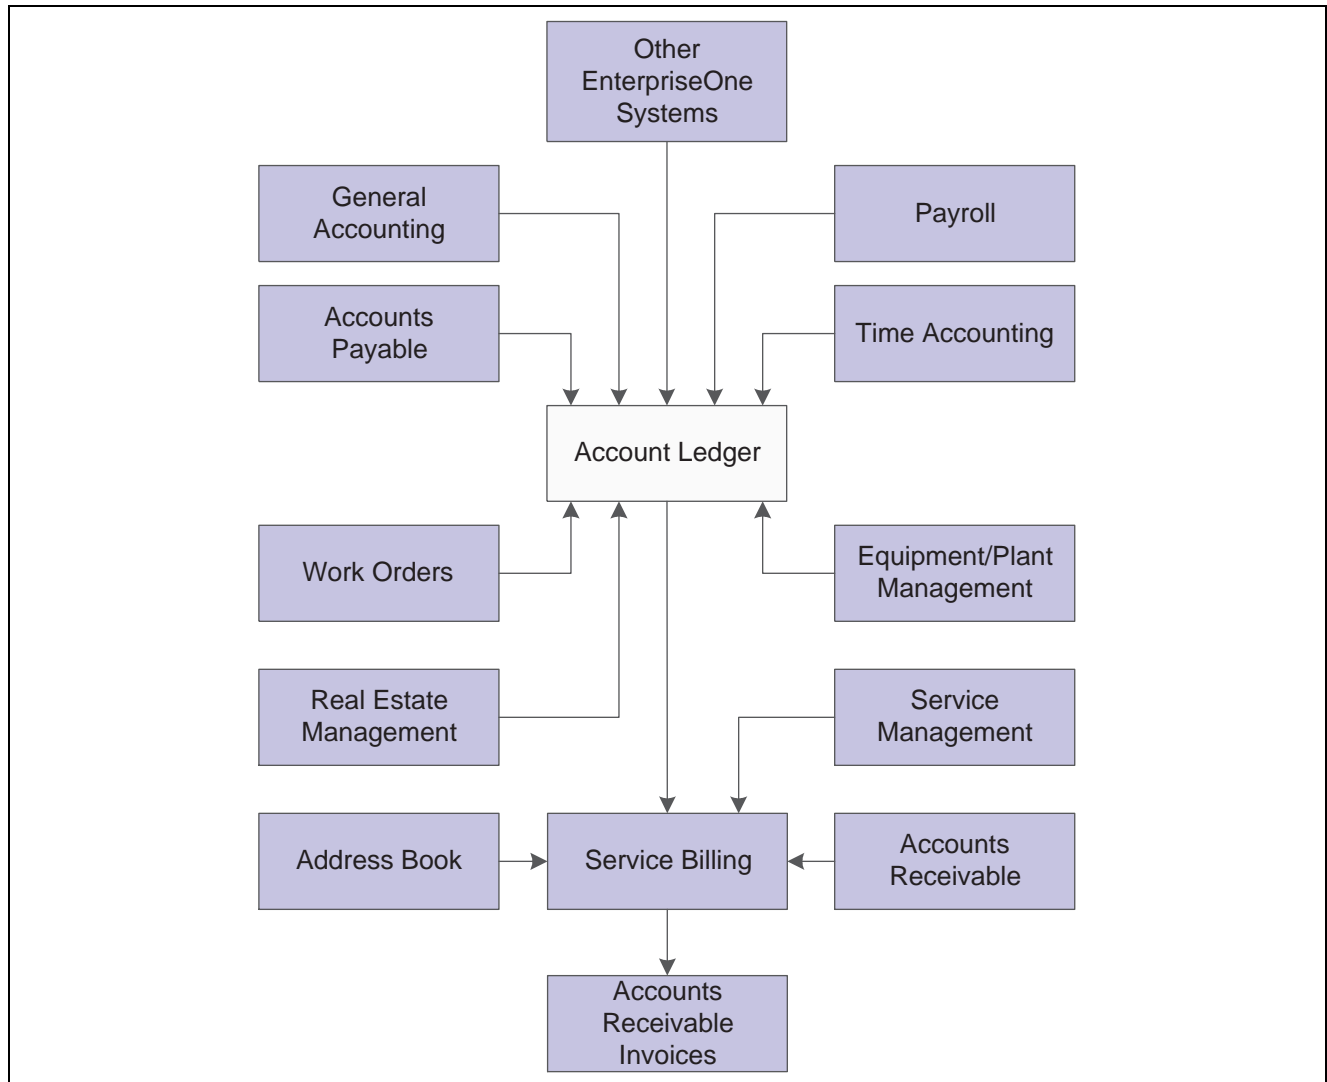 Other
EnterpriseOne
Systems
General
Accounting
Payroll
Accounts
Payable
Time Accounting
Account Ledger
Work Orders
Equipment/Plant
Management
Real Estate
Management
Service
Management
Address Book
Service Billing
Accounts
Receivable
Accounts
Receivable
Invoices